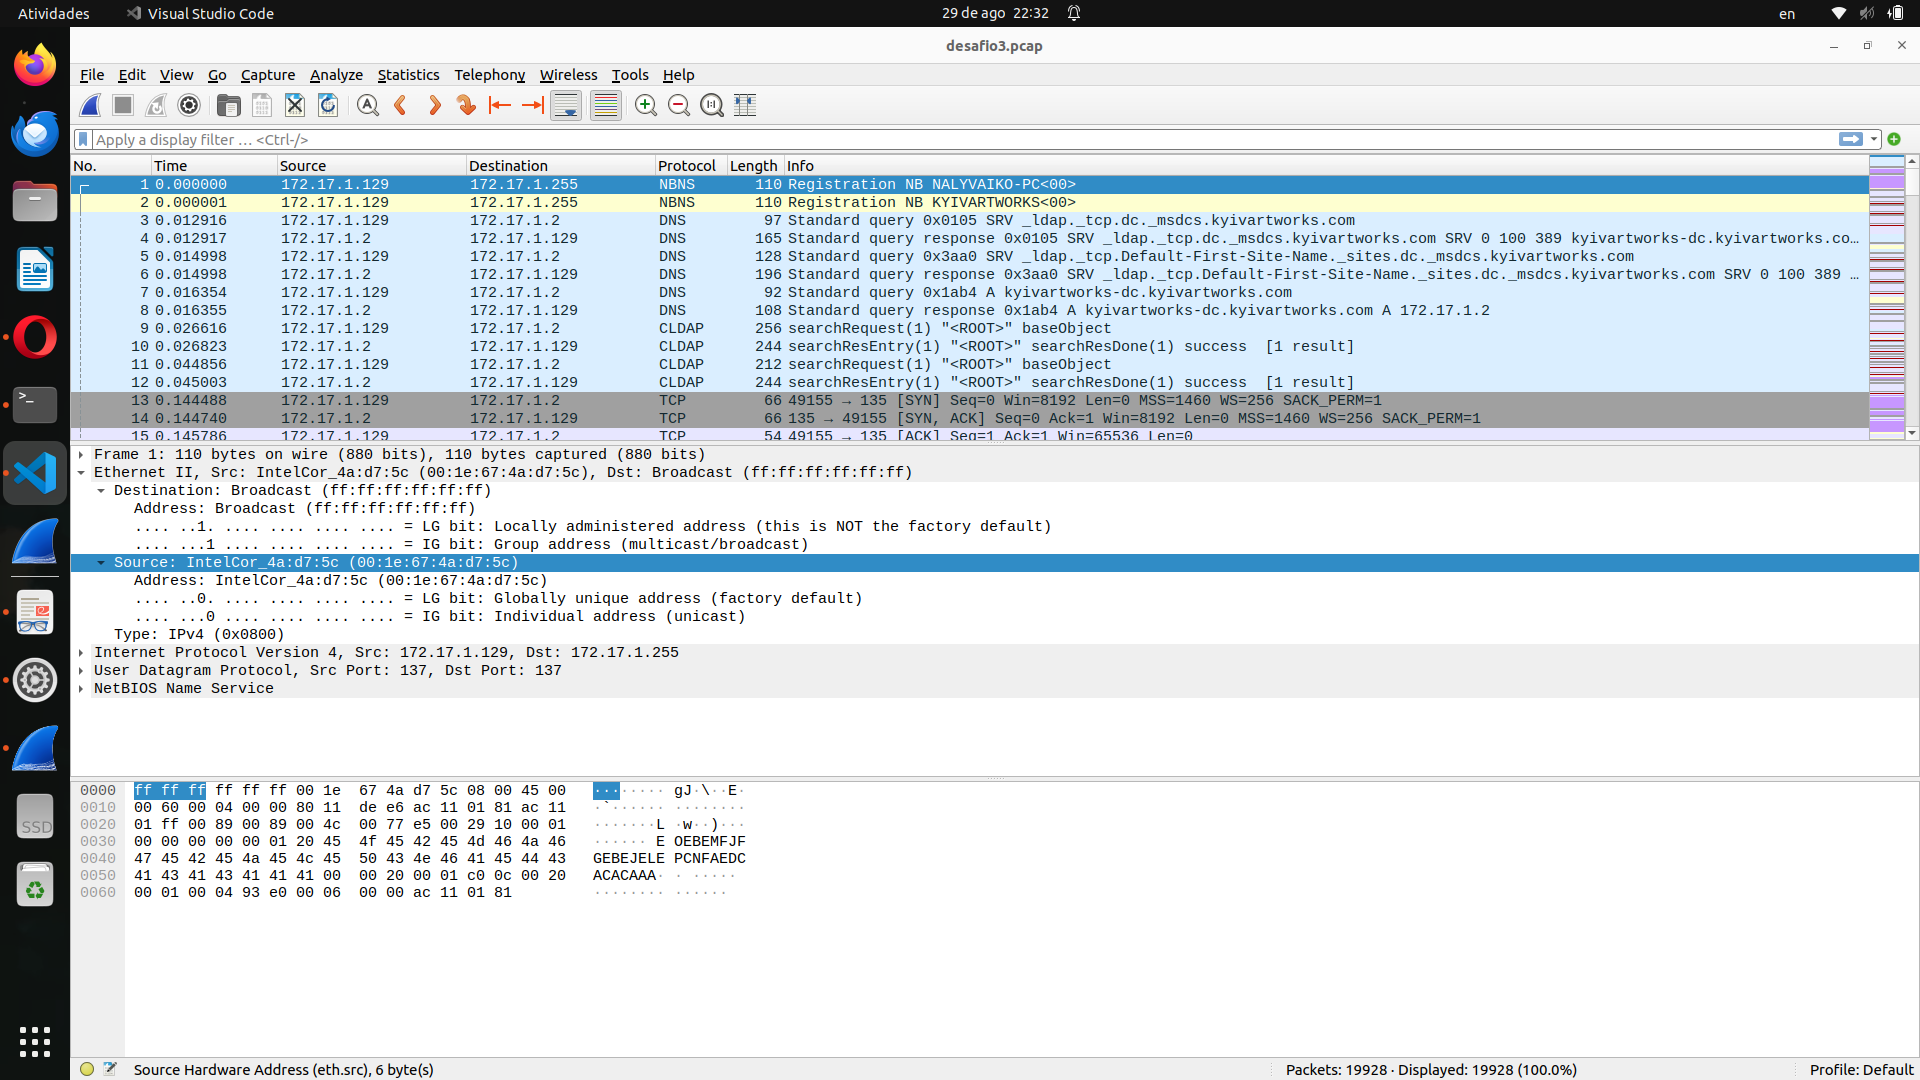 Atividades
Visual Studio Code
29 de ago 22:32
en
desafio3.pcap
File Edit View Go Capture Analyze Statistics Telephony Wireless Tools Help
Apply a display filter … <Ctrl-/>
No. Time Source Destination Protocol Length Info
1 0.000000 172.17.1.129 172.17.1.255 NBNS 110 Registration NB NALYVAIKO-PC<00>
2 0.000001 172.17.1.129 172.17.1.255 NBNS 110 Registration NB KYIVARTWORKS<00>
3 0.012916 172.17.1.129 172.17.1.2 DNS 97 Standard query 0x0105 SRV _ldap._tcp.dc._msdcs.kyivartworks.com
4 0.012917 172.17.1.2 172.17.1.129 DNS 165 Standard query response 0x0105 SRV _ldap._tcp.dc._msdcs.kyivartworks.com SRV 0 100 389 kyivartworks-dc.kyivartworks.co…
5 0.014998 172.17.1.129 172.17.1.2 DNS 128 Standard query 0x3aa0 SRV _ldap._tcp.Default-First-Site-Name._sites.dc._msdcs.kyivartworks.com
6 0.014998 172.17.1.2 172.17.1.129 DNS 196 Standard query response 0x3aa0 SRV _ldap._tcp.Default-First-Site-Name._sites.dc._msdcs.kyivartworks.com SRV 0 100 389 …
7 0.016354 172.17.1.129 172.17.1.2 DNS 92 Standard query 0x1ab4 A kyivartworks-dc.kyivartworks.com
8 0.016355 172.17.1.2 172.17.1.129 DNS 108 Standard query response 0x1ab4 A kyivartworks-dc.kyivartworks.com A 172.17.1.2
9 0.026616 172.17.1.129 172.17.1.2 CLDAP 256 searchRequest(1) "<ROOT>" baseObject
10 0.026823 172.17.1.2 172.17.1.129 CLDAP 244 searchResEntry(1) "<ROOT>" searchResDone(1) success [1 result]
11 0.044856 172.17.1.129 172.17.1.2 CLDAP 212 searchRequest(1) "<ROOT>" baseObject
12 0.045003 172.17.1.2 172.17.1.129 CLDAP 244 searchResEntry(1) "<ROOT>" searchResDone(1) success [1 result]
13 0.144488 172.17.1.129 172.17.1.2 TCP 66 49155 → 135 [SYN] Seq=0 Win=8192 Len=0 MSS=1460 WS=256 SACK_PERM=1
14 0.144740 172.17.1.2 172.17.1.129 TCP 66 135 → 49155 [SYN, ACK] Seq=0 Ack=1 Win=8192 Len=0 MSS=1460 WS=256 SACK_PERM=1
15 0.145786 172.17.1.129 172.17.1.2 TCP 54 49155 → 135 [ACK] Seq=1 Ack=1 Win=65536 Len=0
Frame 1: 110 bytes on wire (880 bits), 110 bytes captured (880 bits)
Ethernet II, Src: IntelCor_4a:d7:5c (00:1e:67:4a:d7:5c), Dst: Broadcast (ff:ff:ff:ff:ff:ff)
Destination: Broadcast (ff:ff:ff:ff:ff:ff)
Address: Broadcast (ff:ff:ff:ff:ff:ff)
.... ..1. .... .... .... .... = LG bit: Locally administered address (this is NOT the factory default)
.... ...1 .... .... .... .... = IG bit: Group address (multicast/broadcast)
Source: IntelCor_4a:d7:5c (00:1e:67:4a:d7:5c)
Address: IntelCor_4a:d7:5c (00:1e:67:4a:d7:5c)
.... ..0. .... .... .... .... = LG bit: Globally unique address (factory default)
.... ...0 .... .... .... .... = IG bit: Individual address (unicast)
Type: IPv4 (0x0800)
Internet Protocol Version 4, Src: 172.17.1.129, Dst: 172.17.1.255
User Datagram Protocol, Src Port: 137, Dst Port: 137
NetBIOS Name Service
0000 ff ff ff ff ff ff 00 1e 67 4a d7 5c 08 00 45 00 ········ gJ·\··E·
0010 00 60 00 04 00 00 80 11 de e6 ac 11 01 81 ac 11 ·`······ ········
0020 01 ff 00 89 00 89 00 4c 00 77 e5 00 29 10 00 01 ·······L ·w··)···
0030 00 00 00 00 00 01 20 45 4f 45 42 45 4d 46 4a 46 ······ E OEBEMFJF
0040 47 45 42 45 4a 45 4c 45 50 43 4e 46 41 45 44 43 GEBEJELE PCNFAEDC
0050 41 43 41 43 41 41 41 00 00 20 00 01 c0 0c 00 20 ACACAAA· · ·····
0060 00 01 00 04 93 e0 00 06 00 00 ac 11 01 81 ········ ······
SSD
Source Hardware Address (eth.src), 6 byte(s)
Packets: 19928 · Displayed: 19928 (100.0%)
Profile: Default